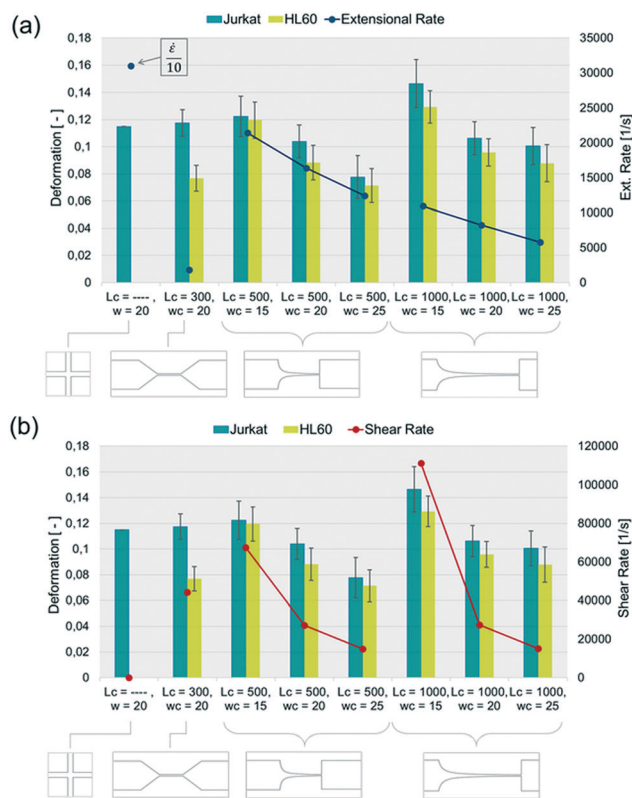 (a)
Jurkat HL60 Extensional Rate
Deformation [ - ]
0,18
0,16
0,14
0,12
0,1
0,08
0,06
0,04
0,02
0
ε̇
10
35000
30000
25000
20000
15000
10000
5000
0
Ext. Rate [1/s]
Lc = ---- , Lc = 300, Lc = 500, Lc = 500, Lc = 500, Lc = 1000, Lc = 1000, Lc = 1000,
w = 20 wc = 20 wc = 15 wc = 20 wc = 25 wc = 15 wc = 20 wc = 25
(b)
Jurkat HL60 Shear Rate
Deformation [ - ]
0,18
0,16
0,14
0,12
0,1
0,08
0,06
0,04
0,02
0
120000
100000
80000
60000
40000
20000
0
Shear Rate [1/s]
Lc = ---- , Lc = 300, Lc = 500, Lc = 500, Lc = 500, Lc = 1000, Lc = 1000, Lc = 1000,
w = 20 wc = 20 wc = 15 wc = 20 wc = 25 wc = 15 wc = 20 wc = 25